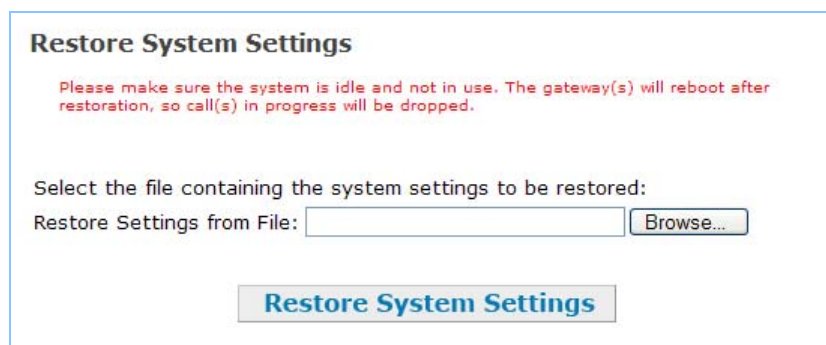 Restore System Settings
Please make sure the system is idle and not in use. The gateway(s) will reboot after
restoration, so call(s) in progress will be dropped.
Select the file containing the system settings to be restored:
Restore Settings from File: Browse...
Restore System Settings